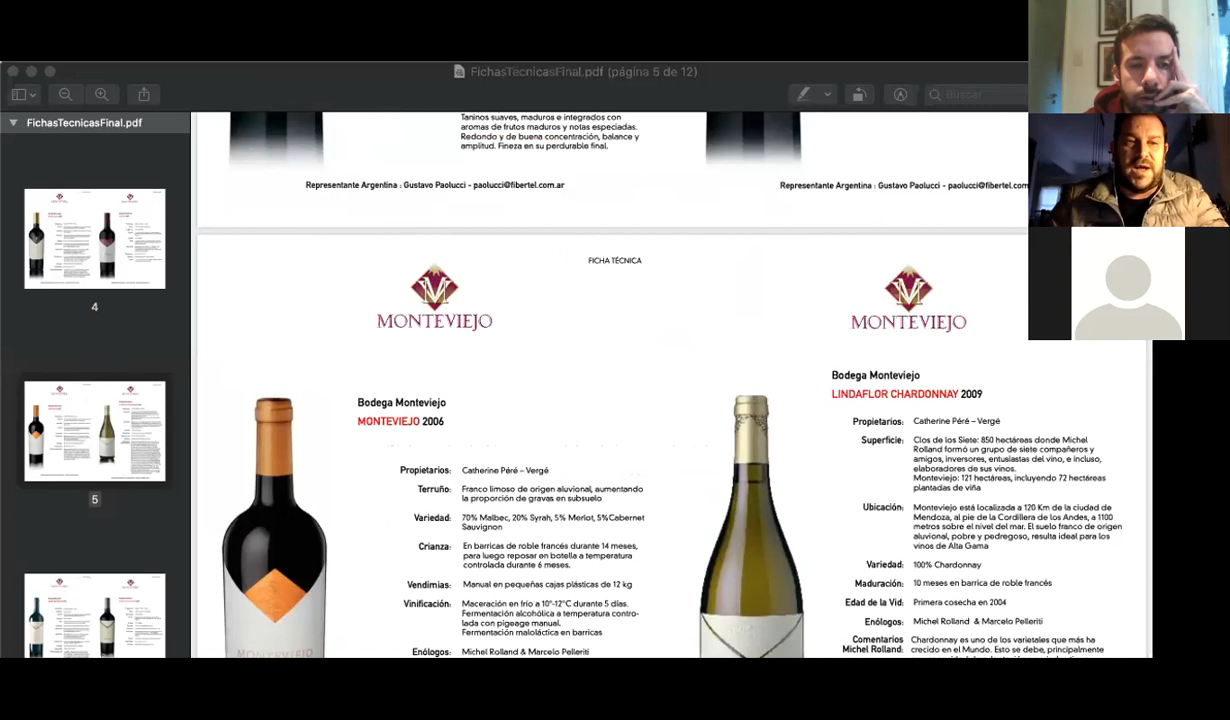 FichasTecnicasFinal.pdf (página 5 de 12)
Buscar
FichasTecnicasFinal.pdf
4
5
Taninos suaves, maduros e integrados con
aromas de frutos maduros y notas especiadas.
Redondo y de buena concentración, balance y
amplitud. Fineza en su perdurable final.
Representante Argentina : Gustavo Paolucci - paolucci@fibertel.com.ar
Representante Argentina : Gustavo Paolucci - paolucci@fibertel.com
FICHA TÉCNICA
MONTEVIEJO
Bodega Monteviejo
MONTEVIEJO 2006
Propietarios: Catherine Péré – Vergé
Terruño: Franco limoso de origen aluvional, aumentando
la proporción de gravas en subsuelo
Variedad: 70% Malbec, 20% Syrah, 5% Merlot, 5%Cabernet
Sauvignon
Crianza: En barricas de roble francés durante 14 meses,
para luego reposar en botella a temperatura
controlada durante 6 meses.
Vendimias: Manual en pequeñas cajas plásticas de 12 kg
Vinificación: Maceración en frío a 10°-12°C durante 5 días.
Fermentación alcohólica a temperatura contro-
lada con pigeage manual.
Fermentación maloláctica en barricas
Enólogos: Michel Rolland & Marcelo Pelleriti
MONTEVIEJO
MONTEVIEJO
Bodega Monteviejo
LINDAFLOR CHARDONNAY 2009
Propietarios: Catherine Péré – Vergé
Superficie: Clos de los Siete: 850 hectáreas donde Michel
Rolland formó un grupo de siete compañeros y
amigos, inversores, entusiastas del vino, e incluso,
elaboradores de sus vinos.
Monteviejo: 121 hectáreas, incluyendo 72 hectáreas
plantadas de viña
Ubicación: Monteviejo está localizada a 120 Km de la ciudad de
Mendoza, al pie de la Cordillera de los Andes, a 1100
metros sobre el nivel del mar. El suelo franco de origen
aluvional, pobre y pedregoso, resulta ideal para los
vinos de Alta Gama
Variedad: 100% Chardonnay
Maduración: 10 meses en barrica de roble francés
Edad de la Vid: Primera cosecha en 2004
Enólogos: Michel Rolland & Marcelo Pelleriti
Comentarios Chardonnay es uno de los varietales que más ha
Michel Rolland: crecido en el Mundo. Esto se debe, principalmente